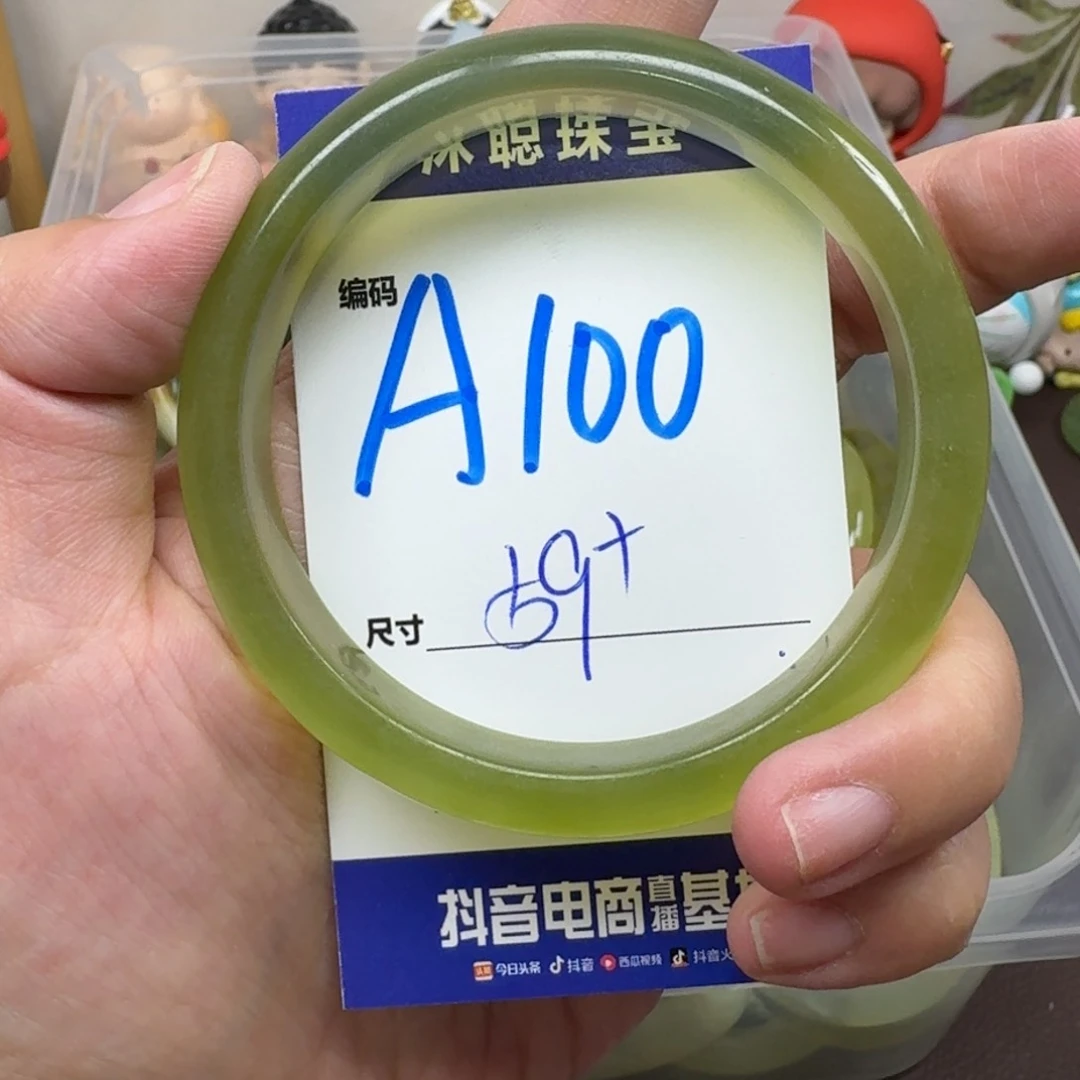 聪珠宝
编码 A100
59+
尺寸
抖音电商直播基
今日头条 抖音 西瓜视频 抖音火